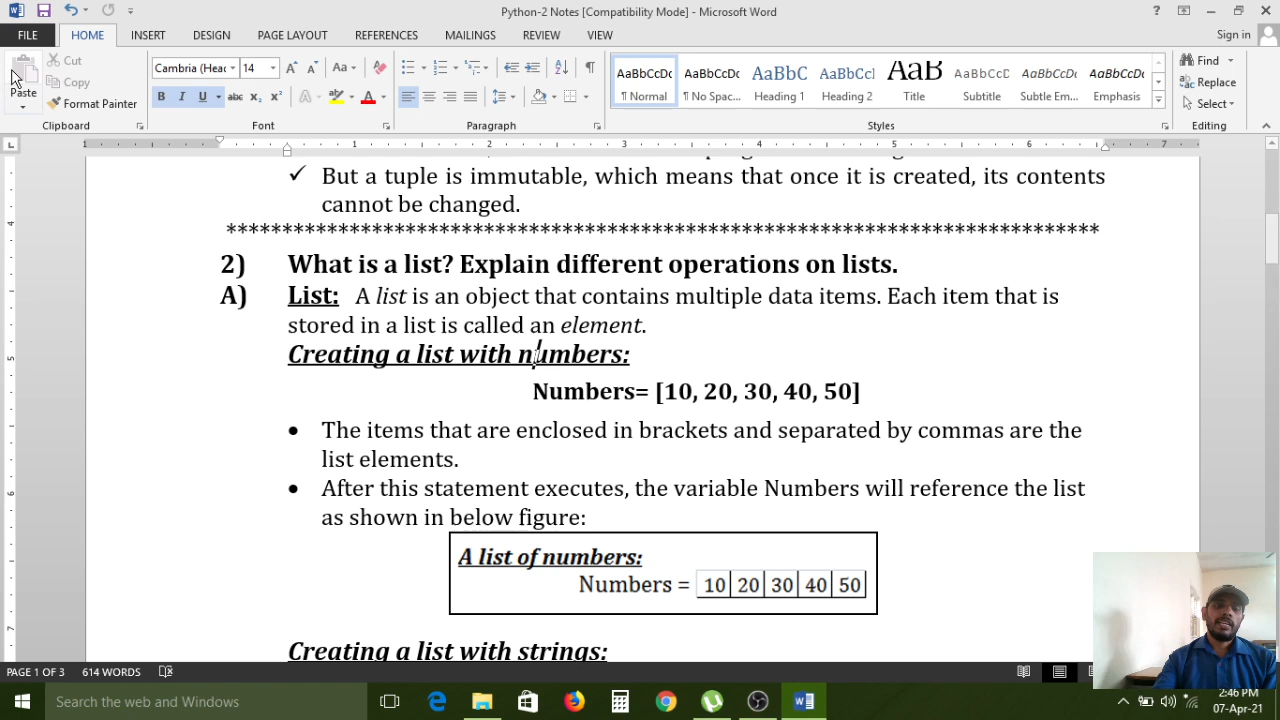 Python-2 Notes [Compatibility Mode] - Microsoft Word
FILE HOME INSERT DESIGN PAGE LAYOUT REFERENCES MAILINGS REVIEW VIEW Sign in
Cut
Copy
Format Painter
Paste
Clipboard
Cambria (Head 14
Font
Paragraph
AaBbCcDc AaBbCcDc AaBbC AaBbCcl AaB AaBbCcD AaBbCcDc AaBbCcDc
¶ Normal ¶ No Spac... Heading 1 Heading 2 Title Subtitle Subtle Em... Emphasis
Styles
Find
Replace
Select
Editing
✓ But a tuple is immutable, which means that once it is created, its contents
cannot be changed.
******************************************************************************
2) What is a list? Explain different operations on lists.
A) List: A list is an object that contains multiple data items. Each item that is
stored in a list is called an element.
Creating a list with numbers:
Numbers= [10, 20, 30, 40, 50]
• The items that are enclosed in brackets and separated by commas are the
list elements.
• After this statement executes, the variable Numbers will reference the list
as shown in below figure:
A list of numbers:
Numbers = 10 20 30 40 50
Creating a list with strings:
PAGE 1 OF 3 614 WORDS
Search the web and Windows
2:46 PM
07-Apr-21